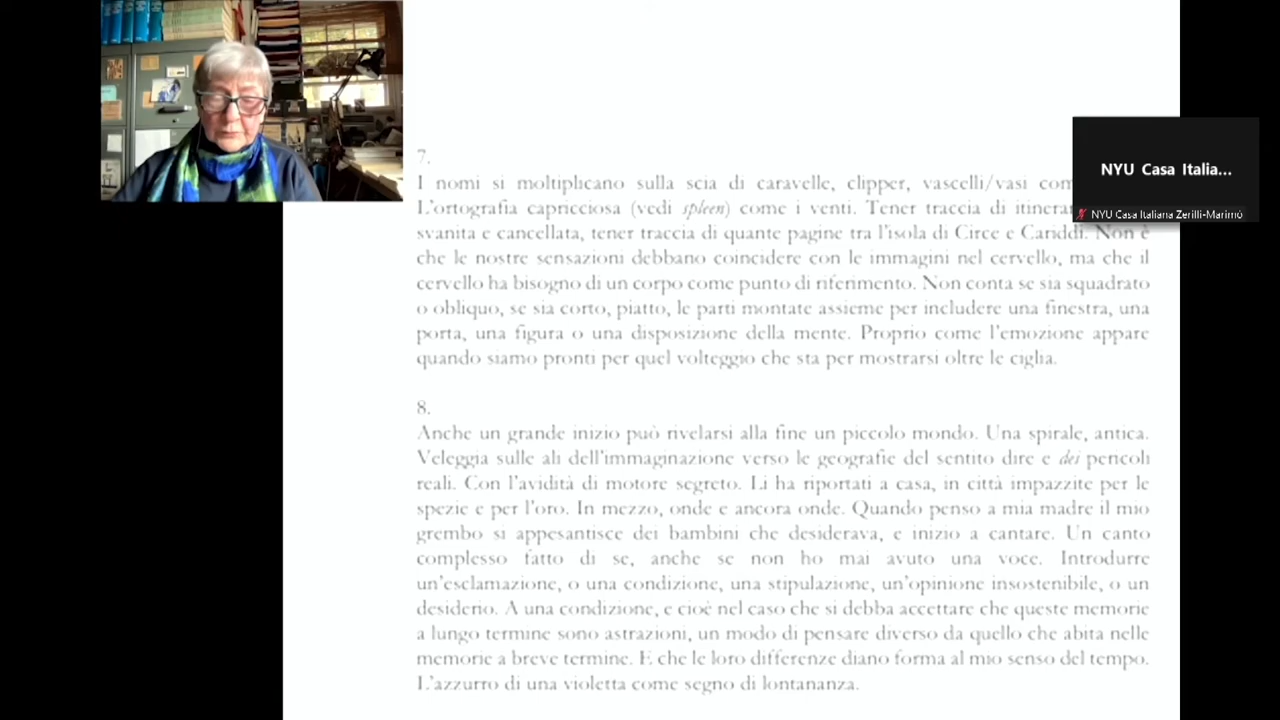 7.
I nomi si moltiplicano sulla scia di caravelle, clipper, vascelli/vasi
L'ortografia capricciosa (vedi spleen) come i venti. Tener traccia di
svanita e cancellata, tener traccia di quante pagine tra l'isola di Circe e Cariddi. Non è
che le nostre sensazioni debbano coincidere con le immagini nel cervello, ma che il
cervello ha bisogno di un corpo come punto di riferimento. Non conta se sia squadrato
o obliquo, se sia corto, piatto, le parti montate assieme per includere una finestra, una
porta, una figura o una disposizione della mente. Proprio come l'emozione appare
quando siamo pronti per quel volteggio che sta per mostrarsi oltre le ciglia.
8.
Anche un grande inizio può rivelarsi alla fine un piccolo mondo. Una spirale, antica.
Veleggia sulle ali dell'immaginazione verso le geografie del sentito dire e dei pericoli
reali. Con l'avidità di motore segreto. Li ha riportati a casa, in città impazzite per le
spezie e per l'oro. In mezzo, onde e ancora onde. Quando penso a mia madre il mio
grembo si appesantisce dei bambini che desiderava, e inizio a cantare. Un canto
complesso fatto di se, anche se non ho mai avuto una voce. Introdurre
un'esclamazione, o una condizione, una stipulazione, un'opinione insostenibile, o un
desiderio. A una condizione, e cioè nel caso che si debba accettare che queste memorie
a lungo termine sono astrazioni, un modo di pensare diverso da quello che abita nelle
memorie a breve termine. E che le loro differenze diano forma al mio senso del tempo.
L'azzurro di una violetta come segno di lontananza.
NYU Casa Italia...
NYU Casa Italiana Zerilli-Marimò